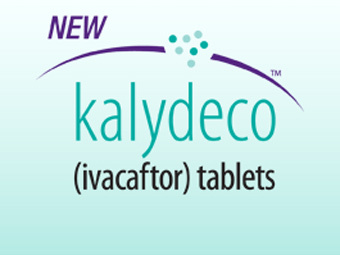 NEW
™
kalydeco
(ivacaftor) tablets